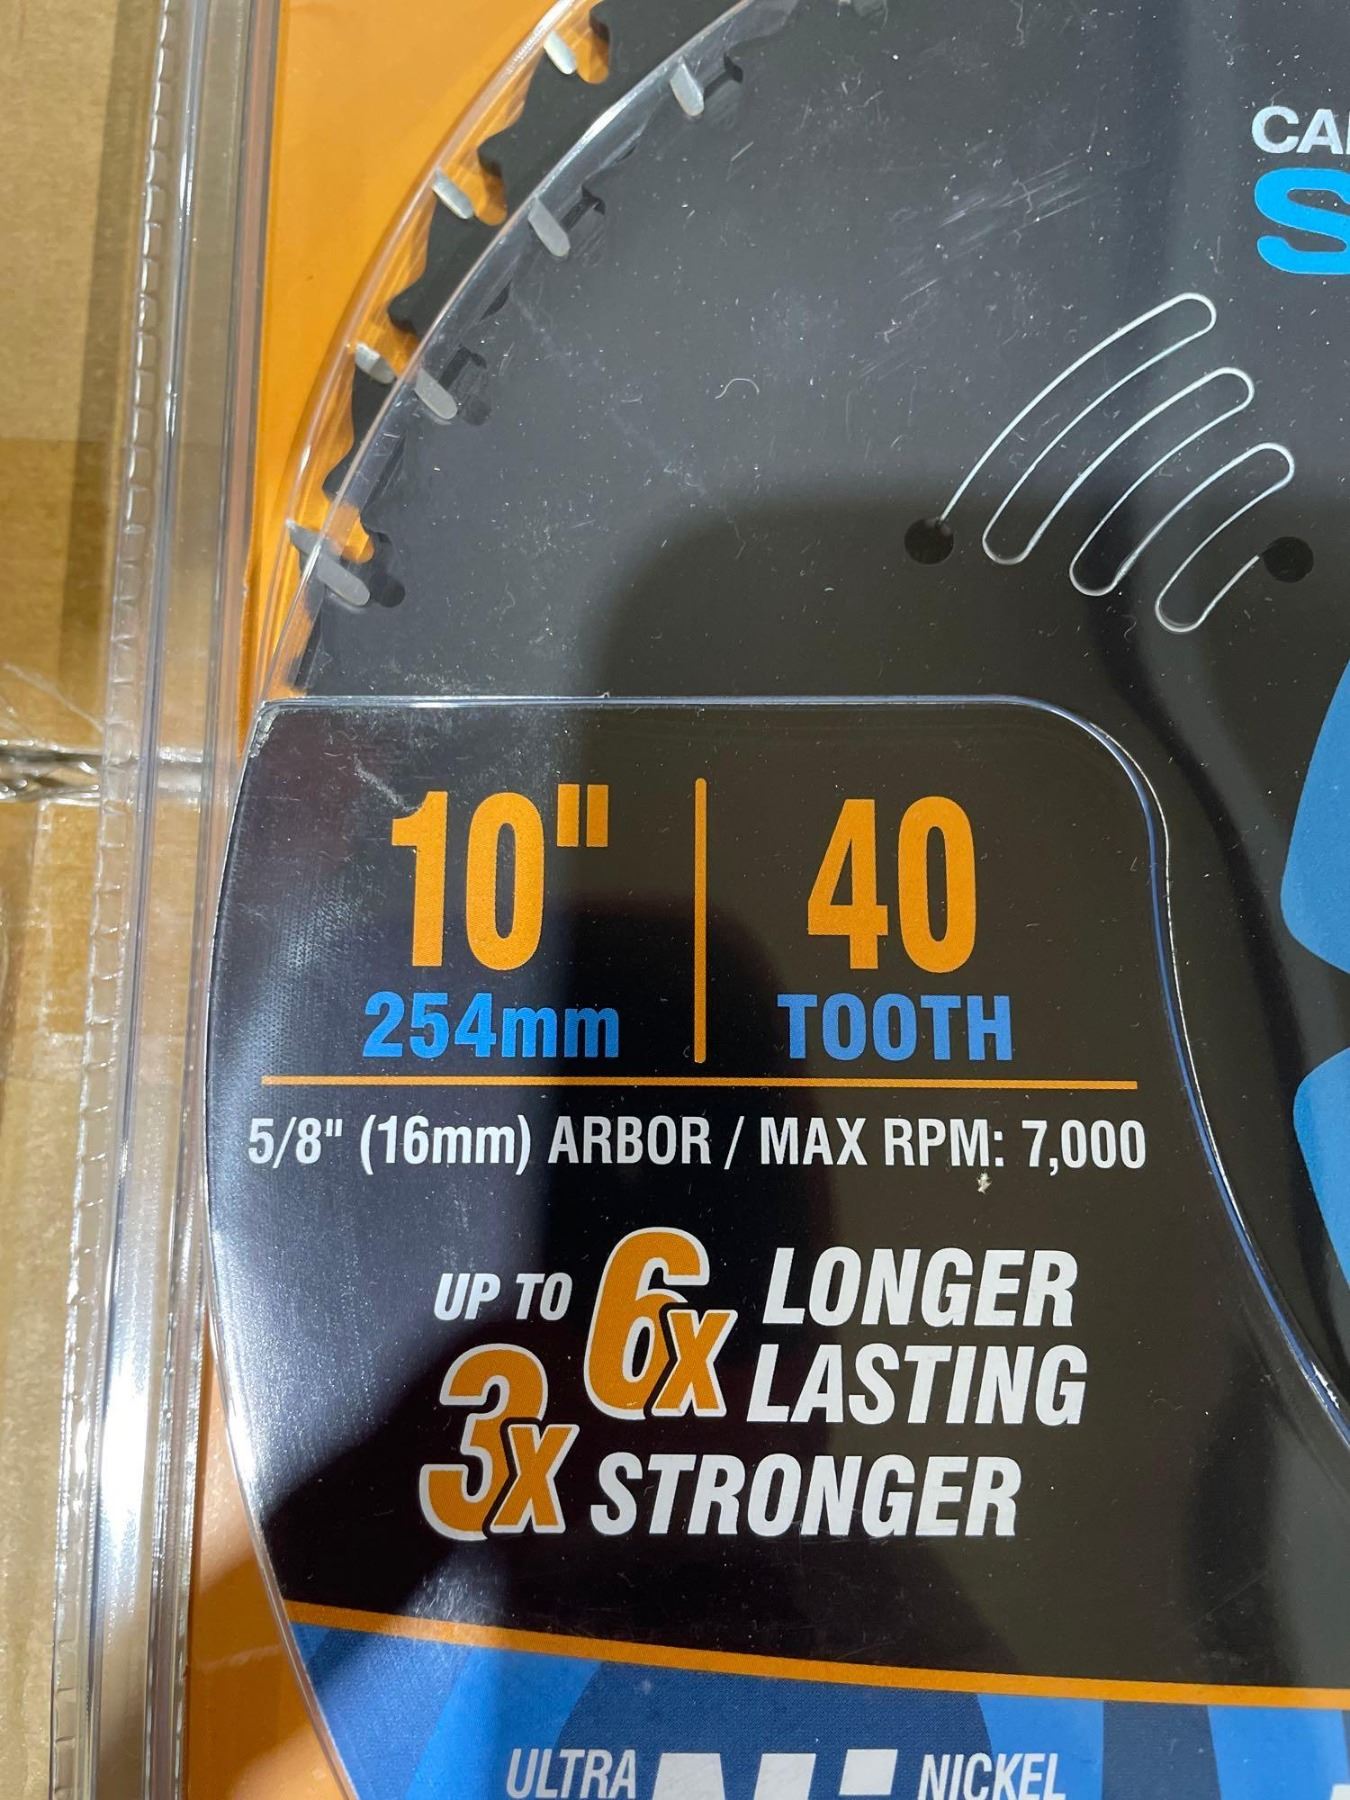 10" | 40
254mm TOOTH
5/8" (16mm) ARBOR / MAX RPM: 7,000
UP TO 6X LONGER LASTING
3X STRONGER
ULTRA Ni NICKEL